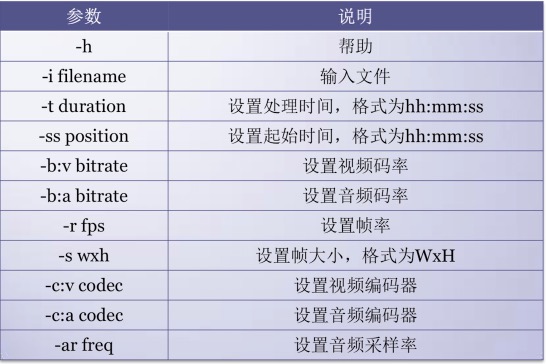 参数 说明
-h 帮助
-i filename 输入文件
-t duration 设置处理时间，格式为hh:mm:ss
-ss position 设置起始时间，格式为hh:mm:ss
-b:v bitrate 设置视频码率
-b:a bitrate 设置音频码率
-r fps 设置帧率
-s wxh 设置帧大小，格式为WxH
-c:v codec 设置视频编码器
-c:a codec 设置音频编码器
-ar freq 设置音频采样率